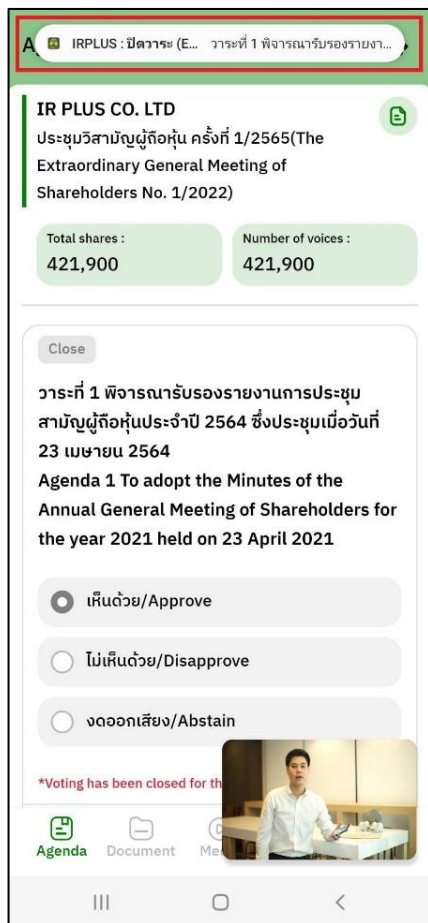 A
IRPLUS : ปิดวาระ (E... วาระที่ 1 พิจารณารับรองรายงา...
IR PLUS CO. LTD
ประชุมวิสามัญผู้ถือหุ้น ครั้งที่ 1/2565(The
Extraordinary General Meeting of
Shareholders No. 1/2022)
Total shares : Number of voices :
421,900 421,900
Close
วาระที่ 1 พิจารณารับรองรายงานการประชุม
สามัญผู้ถือหุ้นประจำปี 2564 ซึ่งประชุมเมื่อวันที่
23 เมษายน 2564
Agenda 1 To adopt the Minutes of the
Annual General Meeting of Shareholders for
the year 2021 held on 23 April 2021
เห็นด้วย/Approve
ไม่เห็นด้วย/Disapprove
งดออกเสียง/Abstain
*Voting has been closed for th
Agenda Document